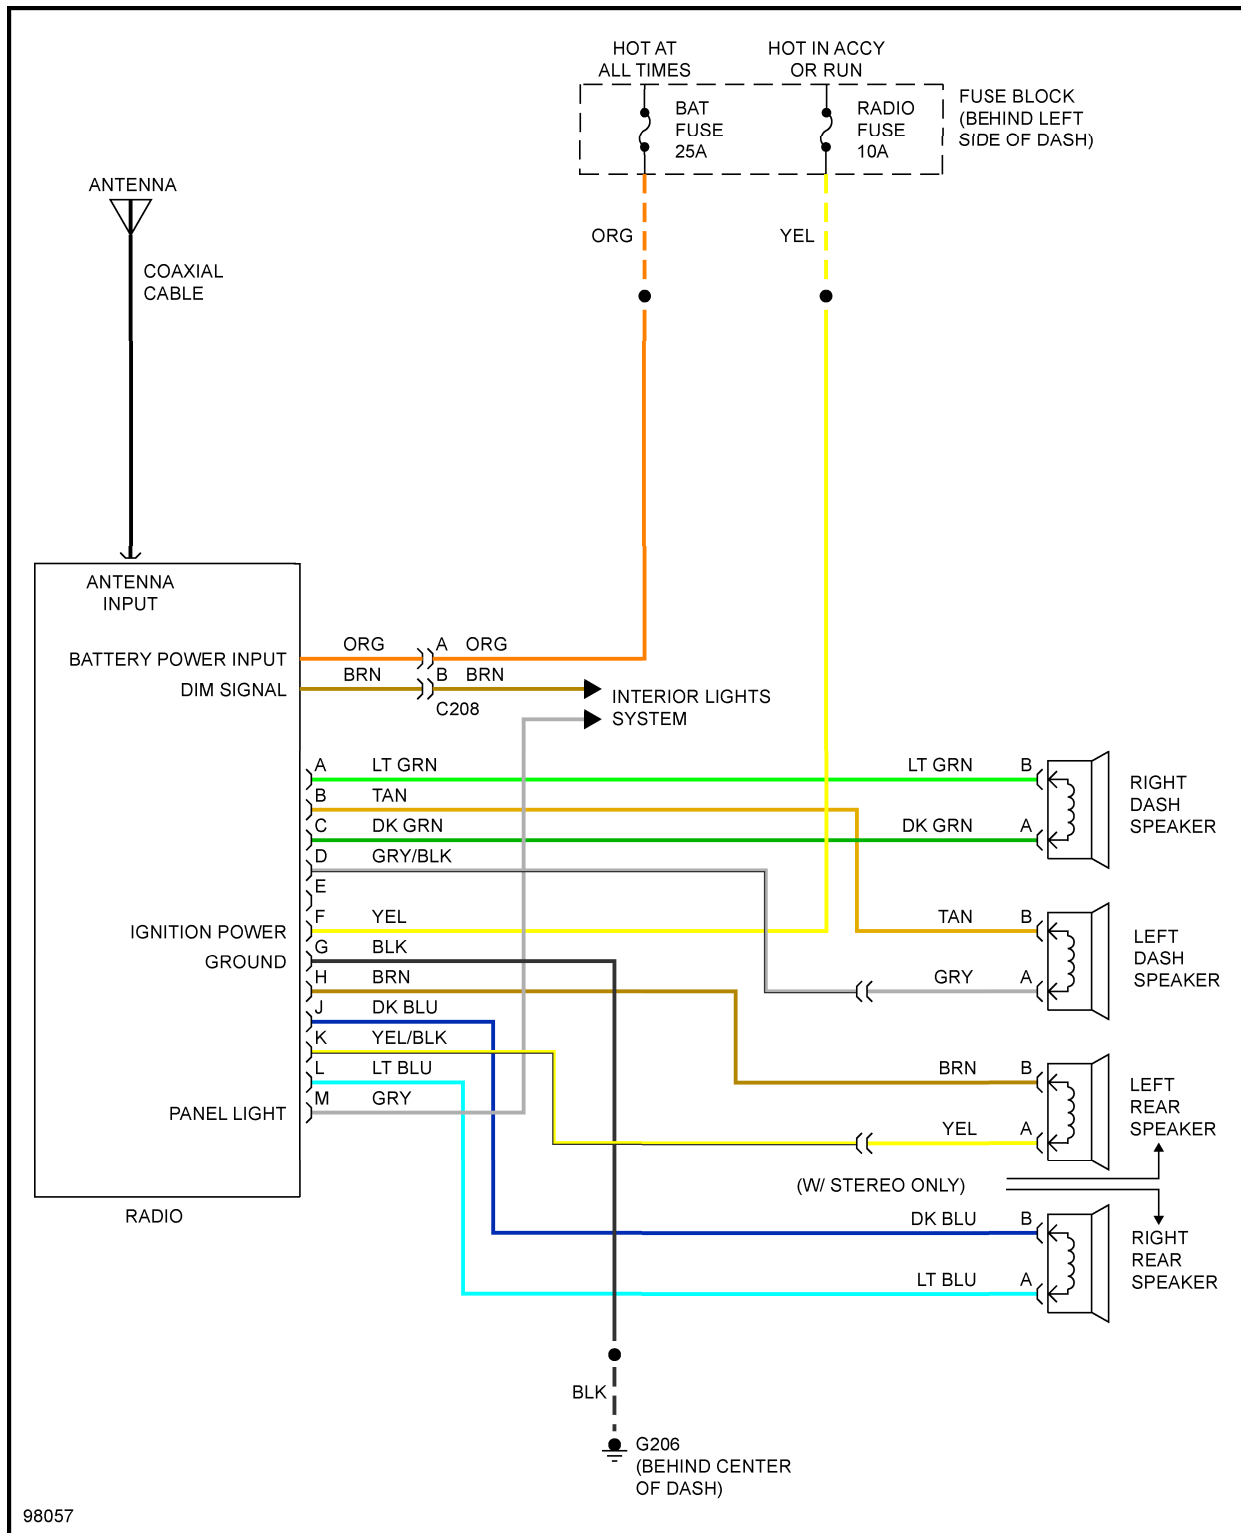 HOT AT
ALL TIMES
HOT IN ACCY
OR RUN
BAT
FUSE
25A
RADIO
FUSE
10A
FUSE BLOCK
(BEHIND LEFT
SIDE OF DASH)
ANTENNA
ORG
YEL
COAXIAL
CABLE
ANTENNA
INPUT
BATTERY POWER INPUT
ORG
A
ORG
DIM SIGNAL
BRN
B
BRN
C208
INTERIOR LIGHTS
SYSTEM
A
LT GRN
LT GRN
B
B
TAN
C
DK GRN
DK GRN
A
RIGHT
DASH
SPEAKER
D
GRY/BLK
E
F
YEL
TAN
B
IGNITION POWER
G
BLK
GROUND
H
BRN
GRY
A
LEFT
DASH
SPEAKER
J
DK BLU
K
YEL/BLK
L
LT BLU
BRN
B
M
GRY
PANEL LIGHT
YEL
A
LEFT
REAR
SPEAKER
(W/ STEREO ONLY)
RADIO
DK BLU
B
LT BLU
A
RIGHT
REAR
SPEAKER
BLK
G206
(BEHIND CENTER
OF DASH)
98057